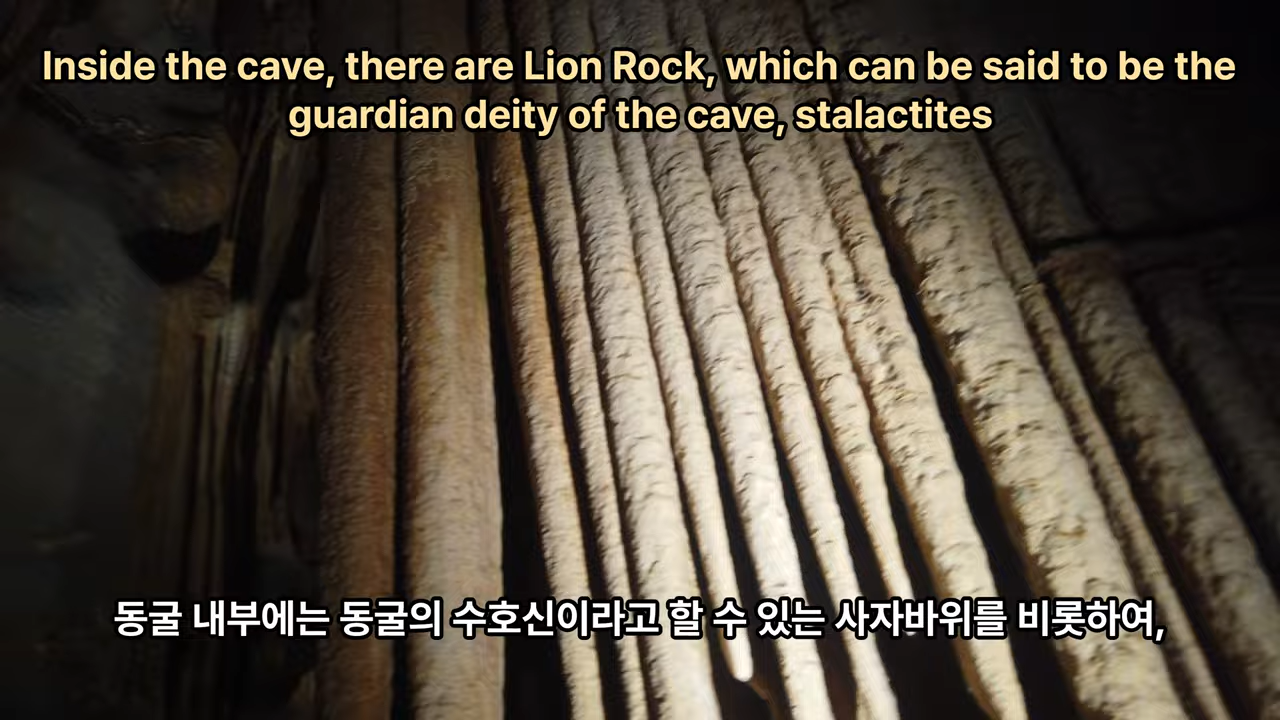 Inside the cave, there are Lion Rock, which can be said to be the
guardian deity of the cave, stalactites
동굴 내부에는 동굴의 수호신이라고 할 수 있는 사자바위를 비롯하여,